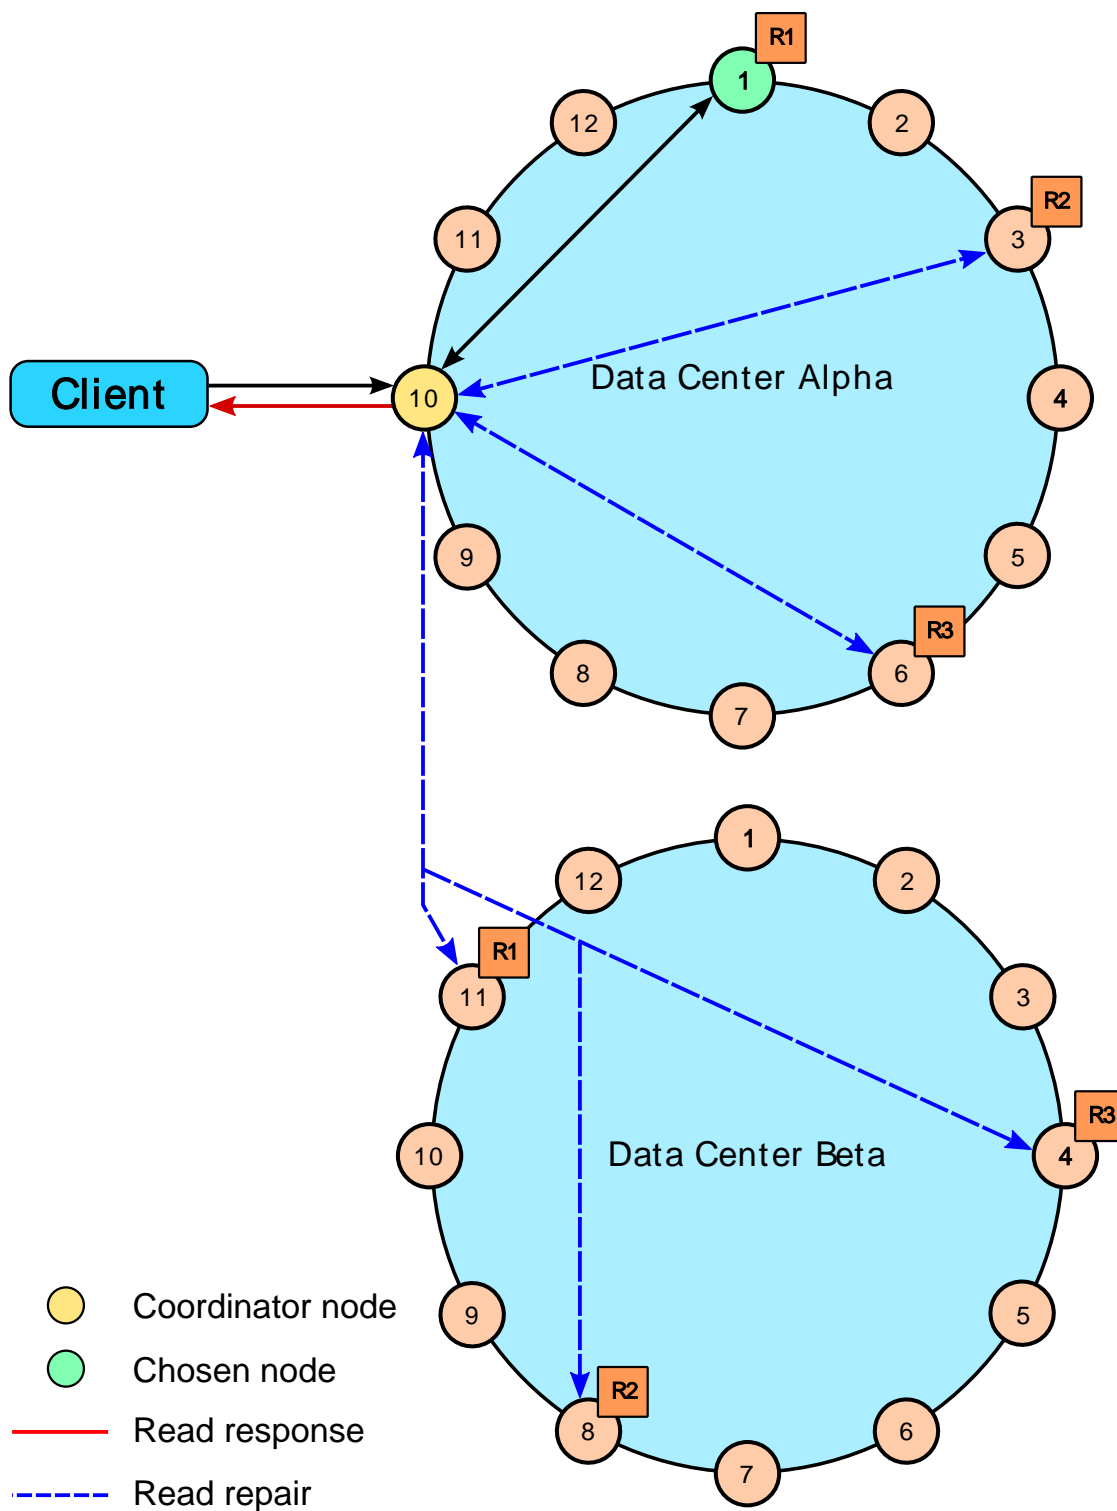 R1
1
12
2
R2
11
3
Data Center Alpha
Client
10
4
9
5
R3
8
6
7
1
12
2
R1
11
3
R3
10
Data Center Beta
4
9
5
Coordinator node
Chosen node
R2
8
6
Read response
7
Read repair